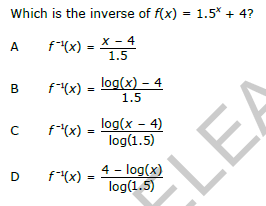 Which is the inverse of f(x) = 1.5ˣ + 4?
A f⁻¹(x) = x − 4 / 1.5
B f⁻¹(x) = log(x) − 4 / 1.5
C f⁻¹(x) = log(x − 4) / log(1.5)
D f⁻¹(x) = 4 − log(x) / log(1.5)